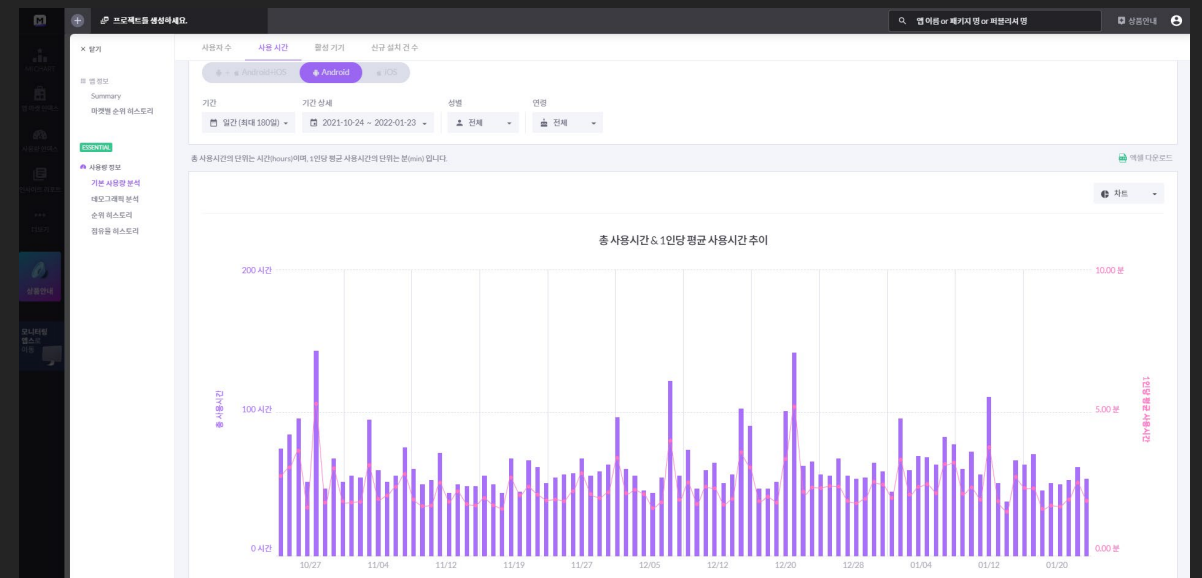 프로젝트를 생성하세요.
앱 이름 or 패키지 명 or 퍼블리셔 명
상품안내
× 닫기
사용자 수 사용 시간 활성 기기 신규 설치 건 수
+ Android+iOS Android iOS
앱 정보
Summary
마켓별 순위 히스토리
기간 기간 상세 성별 연령
일간 (최대 180일) 2021-10-24 ~ 2022-01-23 전체 전체
ESSENTIAL
사용량 정보
기본 사용량 분석
데모그래픽 분석
순위 히스토리
점유율 히스토리
총 사용시간의 단위는 시간(hours)이며, 1인당 평균 사용시간의 단위는 분(min) 입니다.
엑셀 다운로드
차트
총 사용시간 & 1인당 평균 사용시간 추이
200 시간
100 시간
0 시간
총 사용시간
10.00 분
5.00 분
0.00 분
1인당 평균 사용시간
10/27 11/04 11/12 11/19 11/27 12/05 12/12 12/20 12/28 01/04 01/12 01/20
상품안내
모니터링
앱스로
이동